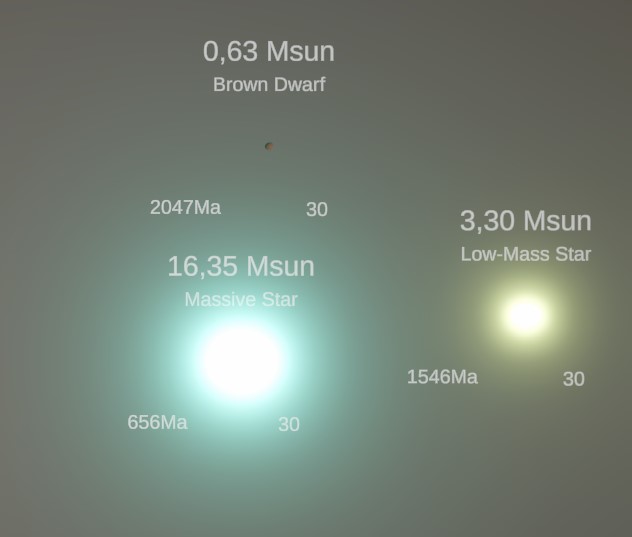 0,63 Msun
Brown Dwarf
2047Ma 30
16,35 Msun
Massive Star
656Ma 30
3,30 Msun
Low-Mass Star
1546Ma 30